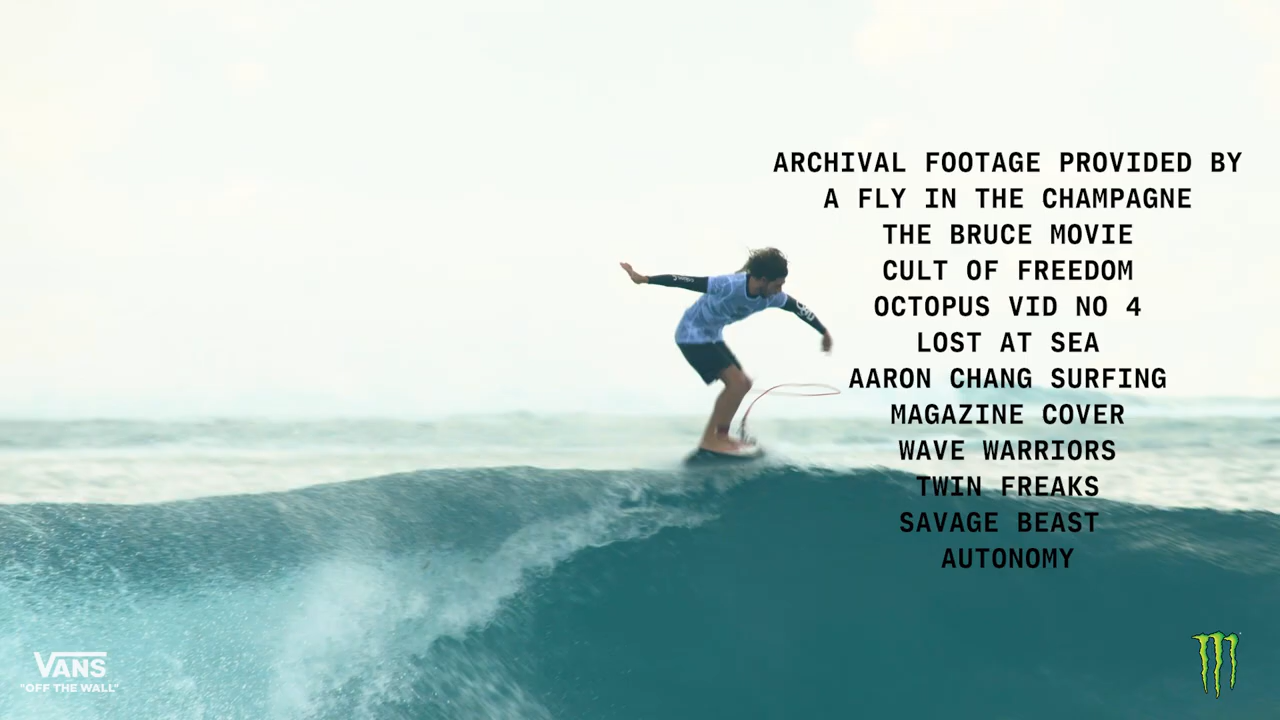 ARCHIVAL FOOTAGE PROVIDED BY
A FLY IN THE CHAMPAGNE
THE BRUCE MOVIE
CULT OF FREEDOM
OCTOPUS VID NO 4
LOST AT SEA
AARON CHANG SURFING
MAGAZINE COVER
WAVE WARRIORS
TWIN FREAKS
SAVAGE BEAST
AUTONOMY
VANS
"OFF THE WALL"